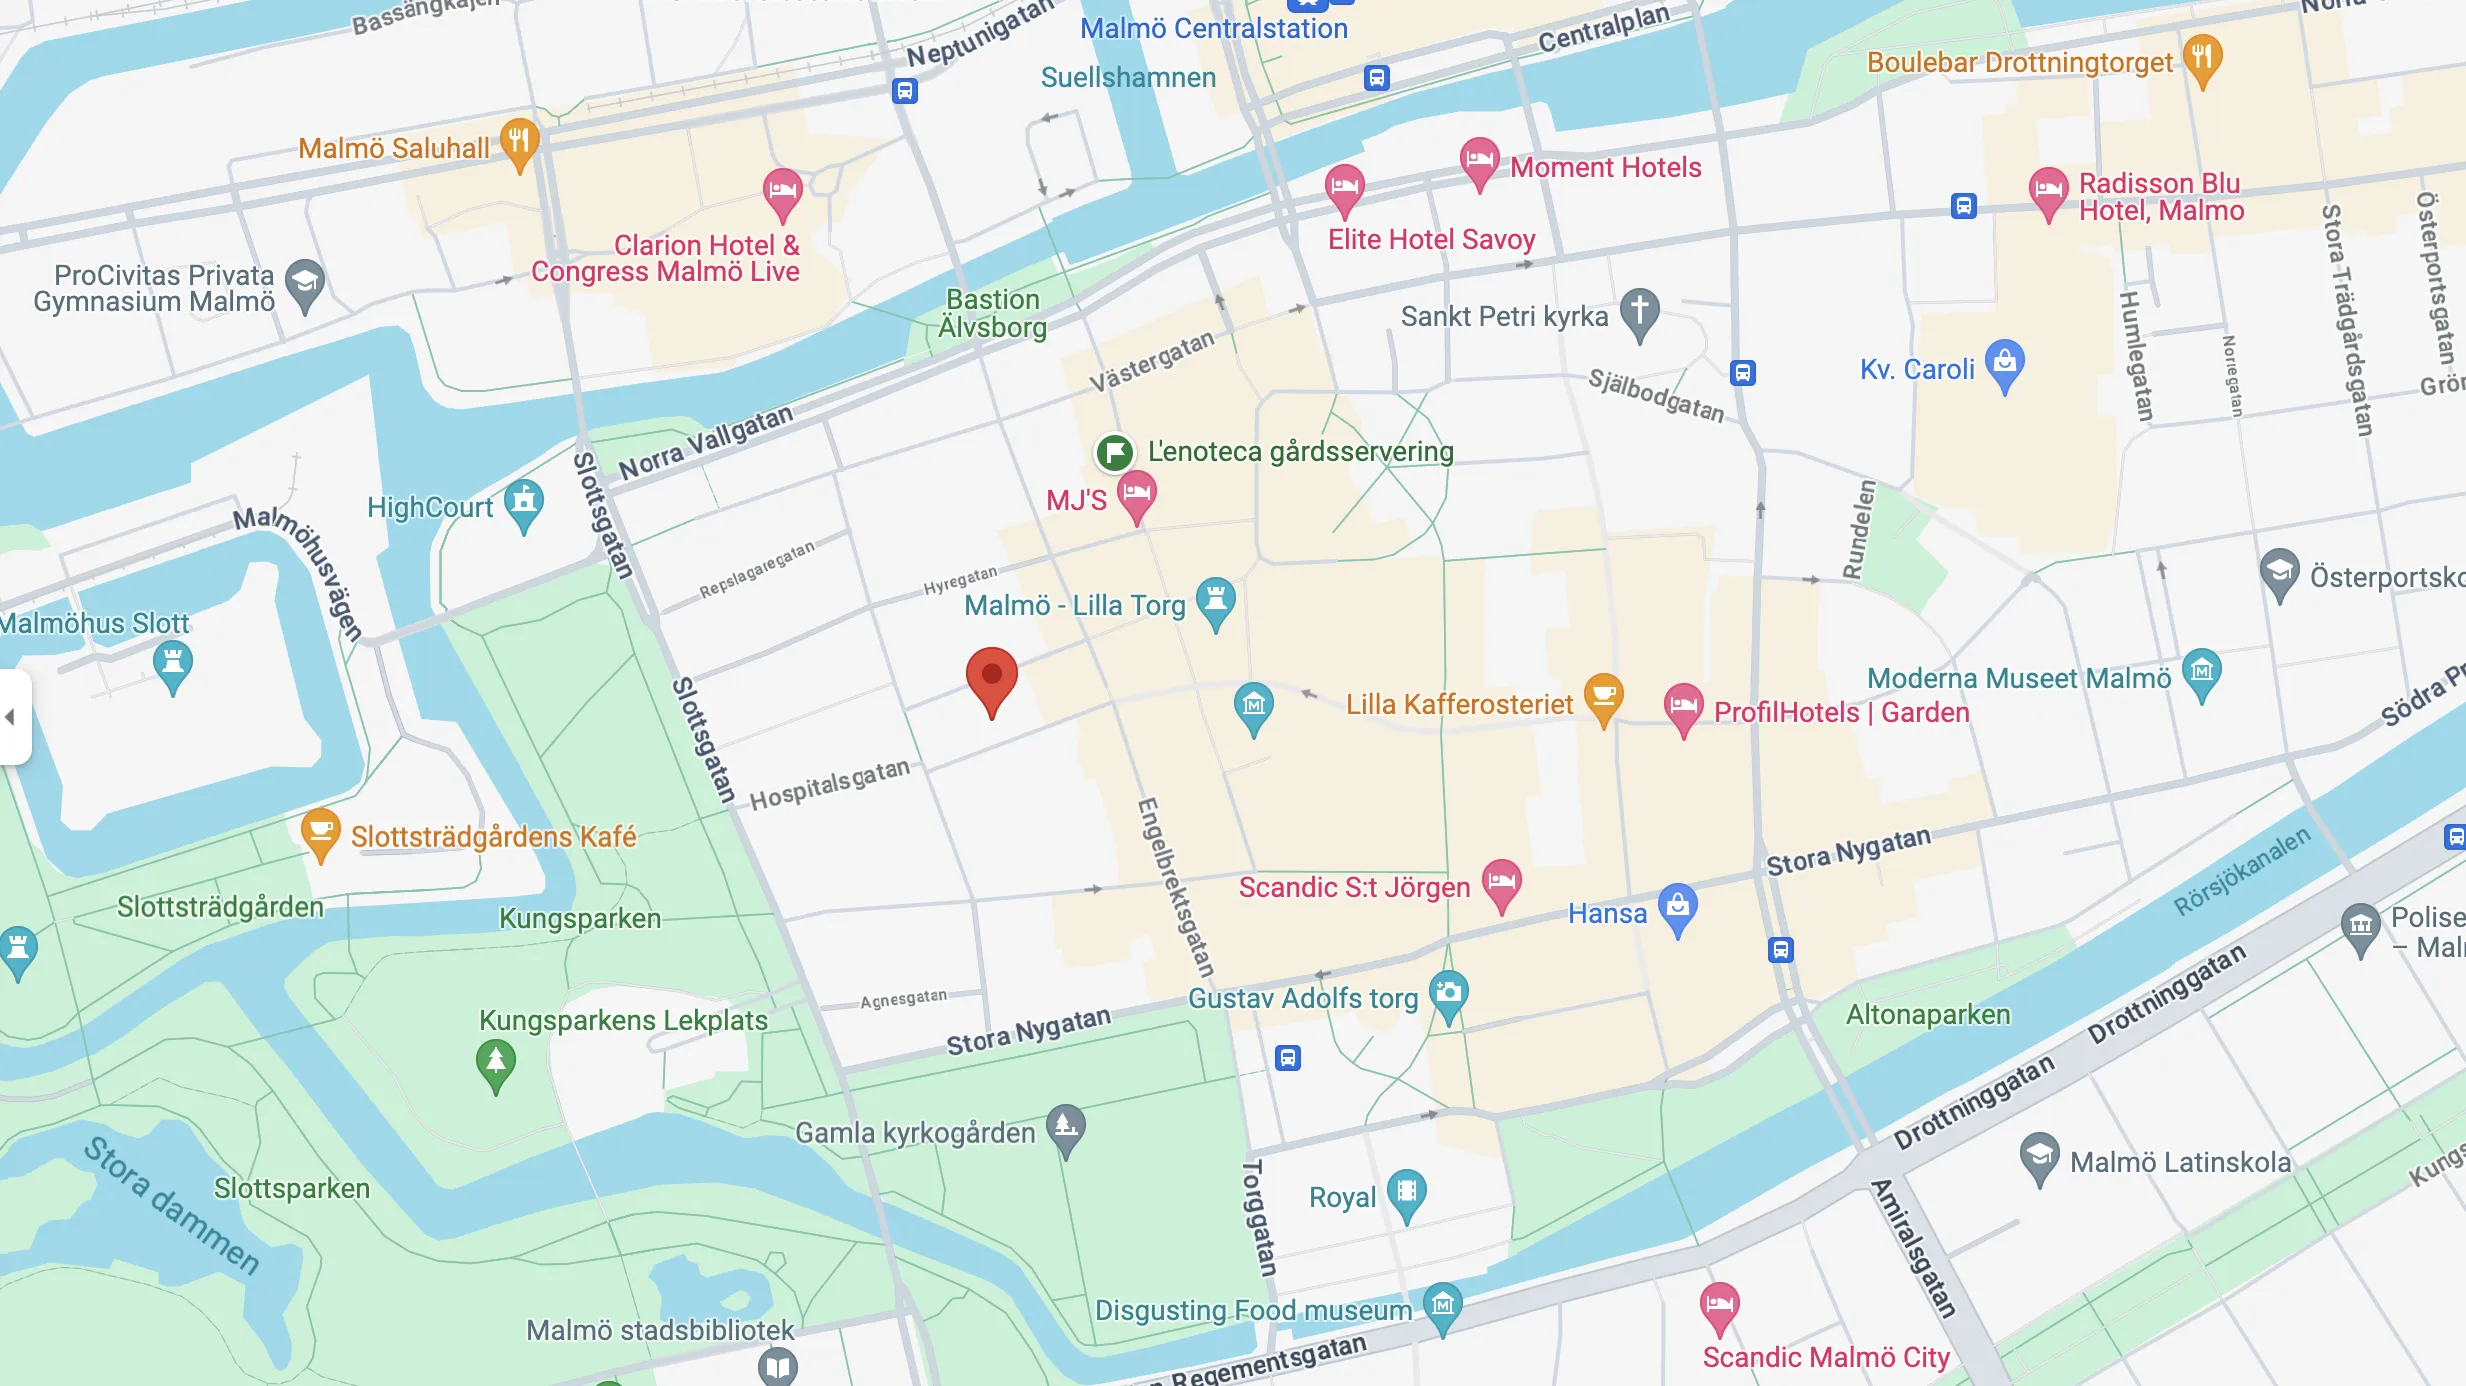 Bassängkajen
Neptunigatan
Malmö Centralstation
Centralplan
Norra
Suellshamnen
Boulebar Drottningtorget
Malmö Saluhall
Moment Hotels
Radisson Blu
Hotel, Malmo
Clarion Hotel &
Congress Malmö Live
Elite Hotel Savoy
ProCivitas Privata
Gymnasium Malmö
Bastion
Älvsborg
Sankt Petri kyrka
Västergatan
Själbodgatan
Kv. Caroli
Humlegatan
Norregatan
Stora Trädgårdsgatan
Österportsgatan
Grön
Norra Vallgatan
L'enoteca gårdsservering
MJ'S
HighCourt
Slottsgatan
Malmöhusvägen
Repslagaregatan
Hyregatan
Rundelen
Malmö - Lilla Torg
Österportsko
Malmöhus Slott
Slottsgatan
Lilla Kafferosteriet
ProfilHotels | Garden
Moderna Museet Malmö
Södra Pr
Hospitalsgatan
Engelbrektsgatan
Slottsträdgårdens Kafé
Stora Nygatan
Rörsjökanalen
Slottsträdgården
Kungsparken
Scandic S:t Jörgen
Hansa
Polise
– Mal
Agnesgatan
Gustav Adolfs torg
Altonaparken
Drottninggatan
Kungsparkens Lekplats
Stora Nygatan
Drottninggatan
Gamla kyrkogården
Malmö Latinskola
Kungs
Stora dammen
Slottsparken
Torggatan
Royal
Amiralsgatan
Disgusting Food museum
Malmö stadsbibliotek
Regementsgatan
Scandic Malmö City